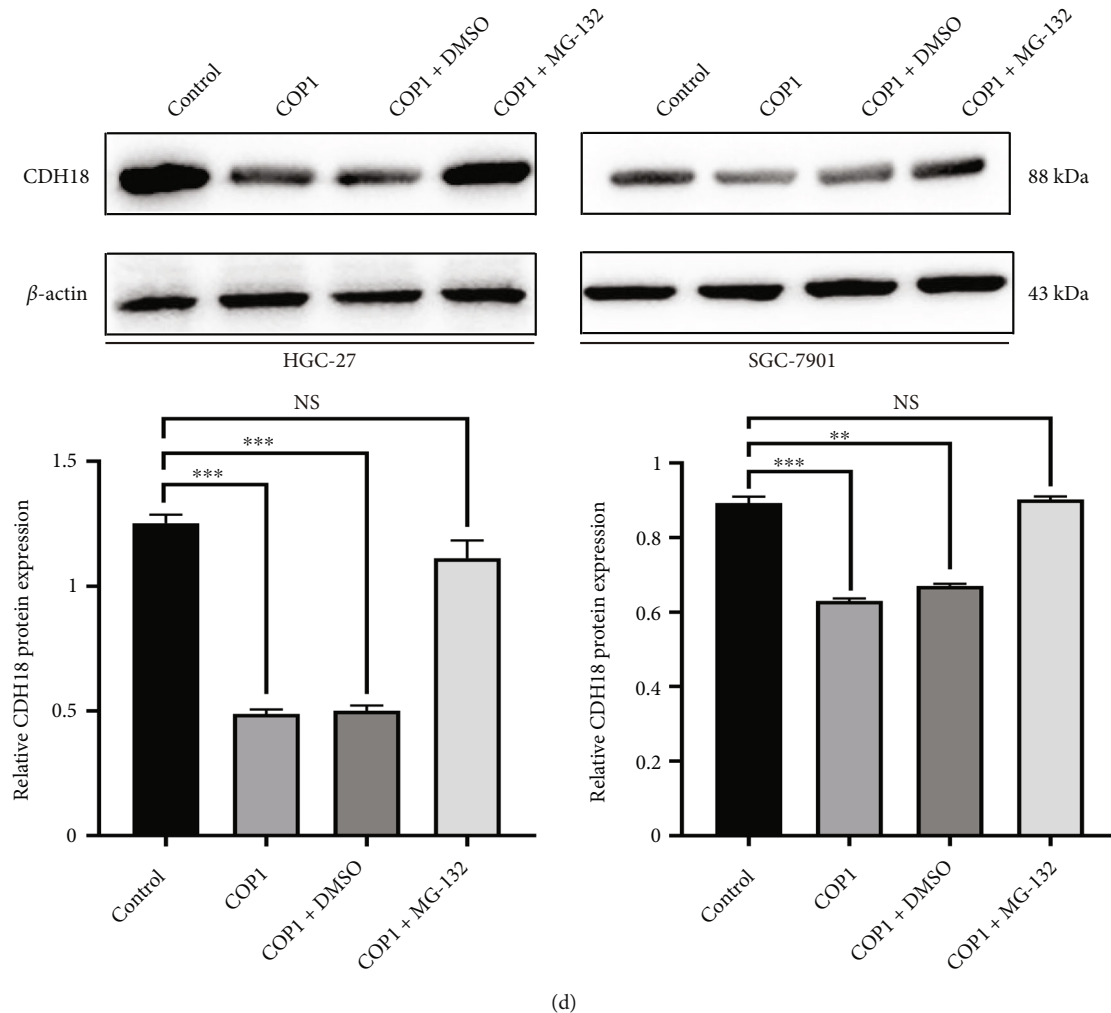 Control
COP1
COP1 + DMSO
COP1 + MG-132
Control
COP1
COP1 + DMSO
COP1 + MG-132
CDH18
88 kDa
β-actin
43 kDa
HGC-27
SGC-7901
NS
***
***
1.5
1
0.5
0
Relative CDH18 protein expression
Control
COP1
COP1 + DMSO
COP1 + MG-132
NS
**
***
1
0.8
0.6
0.4
0.2
0
Relative CDH18 protein expression
Control
COP1
COP1 + DMSO
COP1 + MG-132
(d)